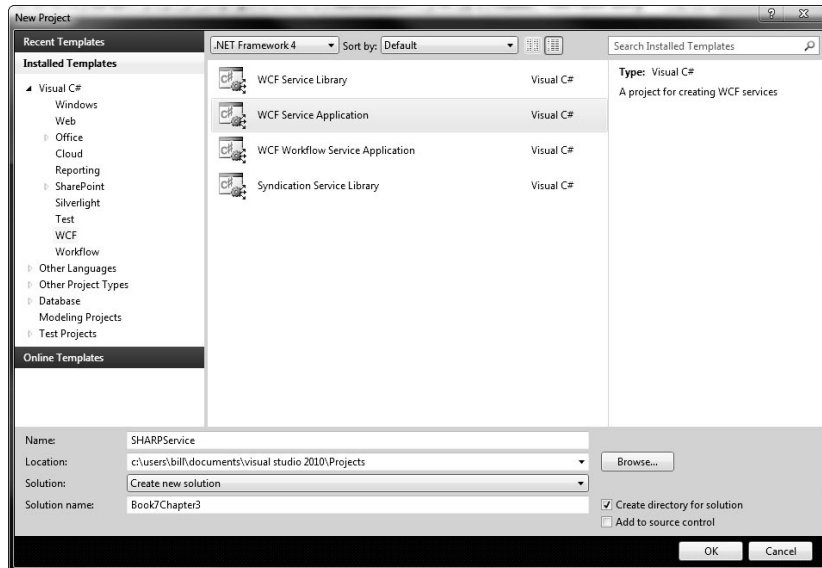 New Project
Recent Templates
Installed Templates
Visual C#
Windows
Web
Office
Cloud
Reporting
SharePoint
Silverlight
Test
WCF
Workflow
Other Languages
Other Project Types
Database
Modeling Projects
Test Projects
Online Templates
.NET Framework 4 Sort by: Default
WCF Service Library Visual C#
WCF Service Application Visual C#
WCF Workflow Service Application Visual C#
Syndication Service Library Visual C#
Search Installed Templates
Type: Visual C#
A project for creating WCF services
Name: SHARPService
Location: c:\users\bill\documents\visual studio 2010\Projects Browse...
Solution: Create new solution
Solution name: Book7Chapter3
Create directory for solution
Add to source control
OK Cancel